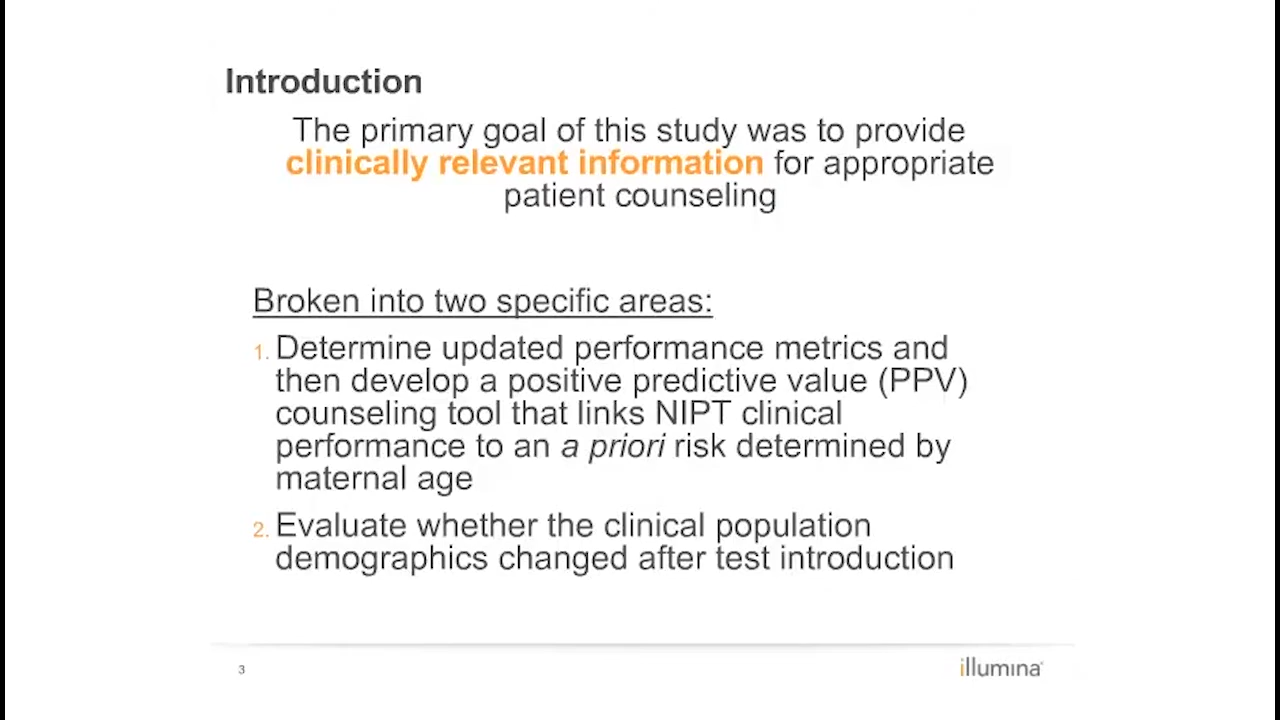 Introduction
The primary goal of this study was to provide
clinically relevant information for appropriate
patient counseling
Broken into two specific areas:
1. Determine updated performance metrics and
then develop a positive predictive value (PPV)
counseling tool that links NIPT clinical
performance to an a priori risk determined by
maternal age
2. Evaluate whether the clinical population
demographics changed after test introduction
3
illumina